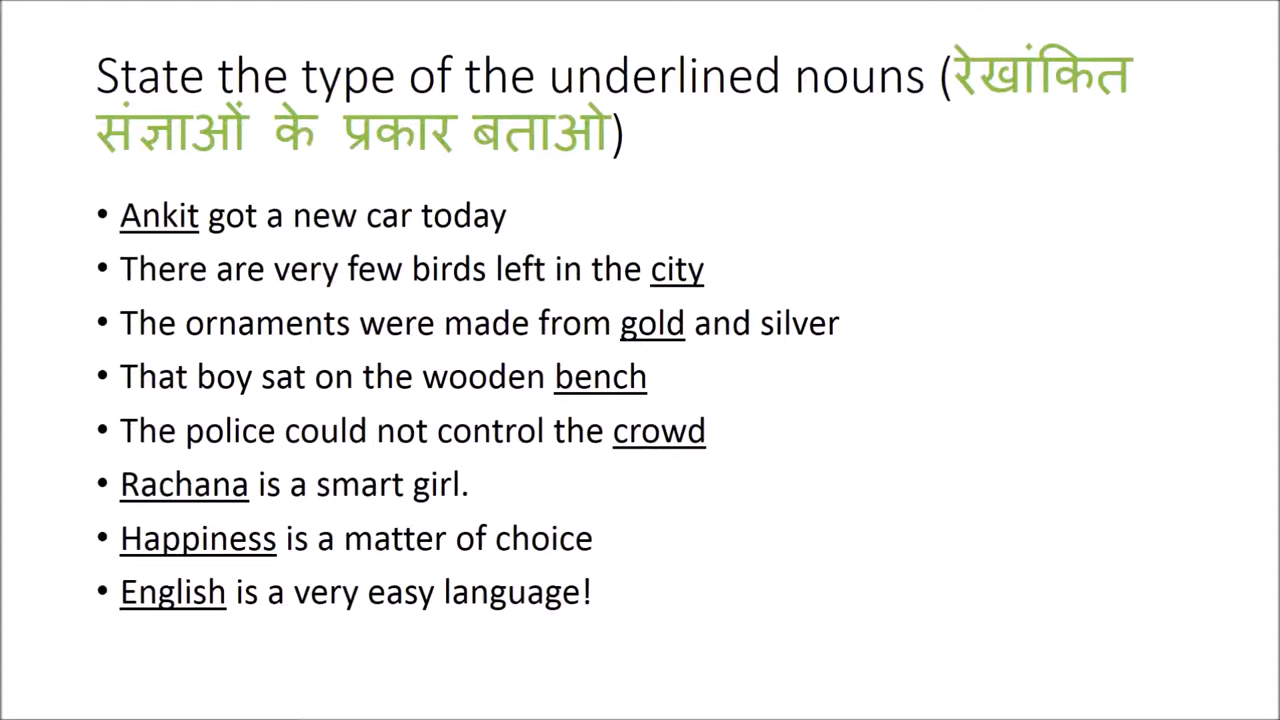 State the type of the underlined nouns (रेखांकित
संज्ञाओं के प्रकार बताओ)
• Ankit got a new car today
• There are very few birds left in the city
• The ornaments were made from gold and silver
• That boy sat on the wooden bench
• The police could not control the crowd
• Rachana is a smart girl.
• Happiness is a matter of choice
• English is a very easy language!